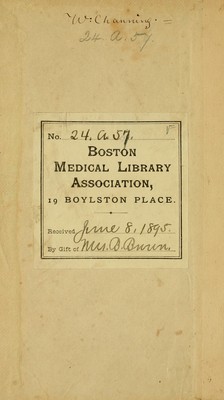 W. Channing.
24. A. 57
No. 24. A. 57.
BOSTON
MEDICAL LIBRARY
ASSOCIATION,
19 BOYLSTON PLACE.
Received June 8, 1895.
By Gift of Mrs. B.